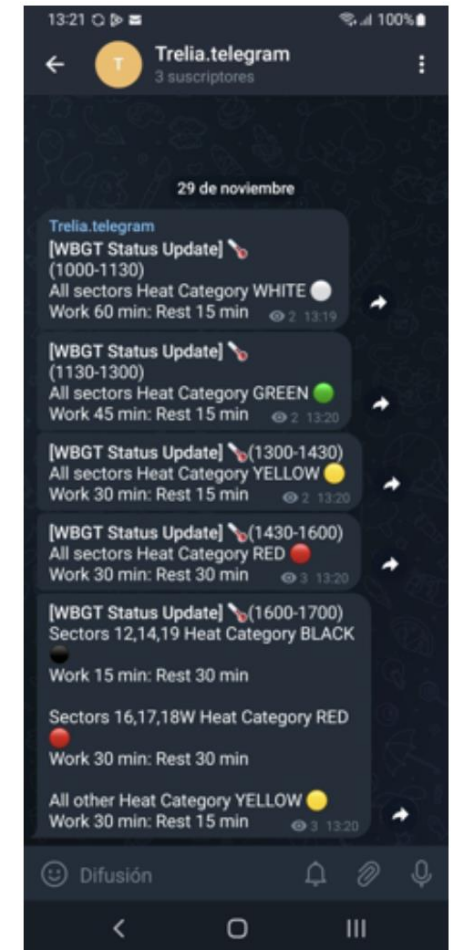 13:21 100%
T
Trelia.telegram
3 suscriptores
29 de noviembre
Trelia.telegram
[WBGT Status Update]
(1000-1130)
All sectors Heat Category WHITE
Work 60 min: Rest 15 min 2 13:19
[WBGT Status Update]
(1130-1300)
All sectors Heat Category GREEN
Work 45 min: Rest 15 min 2 13:20
[WBGT Status Update] (1300-1430)
All sectors Heat Category YELLOW
Work 30 min: Rest 15 min 2 13:20
[WBGT Status Update] (1430-1600)
All sectors Heat Category RED
Work 30 min: Rest 30 min 3 13:20
[WBGT Status Update] (1600-1700)
Sectors 12,14,19 Heat Category BLACK
Work 15 min: Rest 30 min
Sectors 16,17,18W Heat Category RED
Work 30 min: Rest 30 min
All other Heat Category YELLOW
Work 30 min: Rest 15 min 3 13:20
Difusión